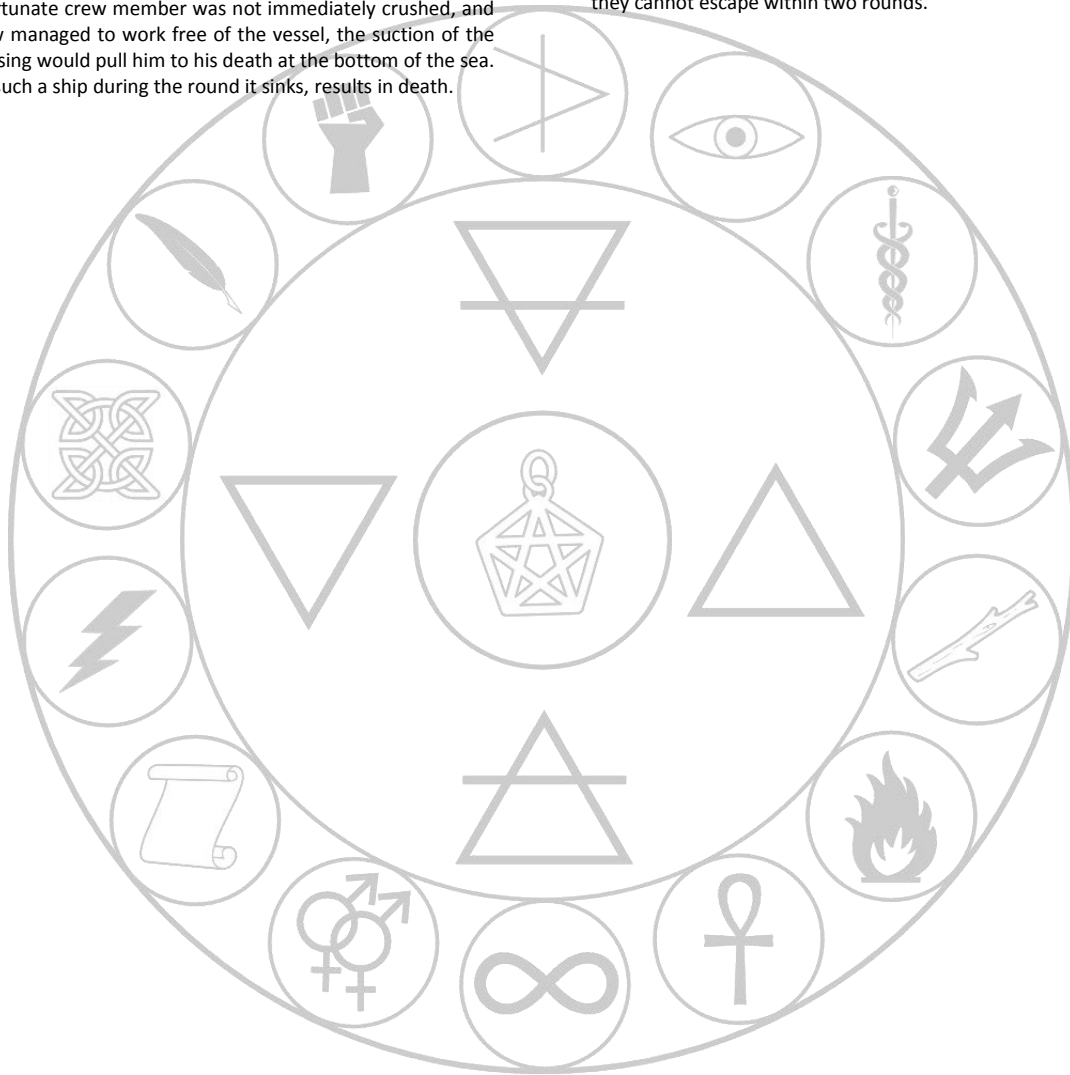 rtunate crew member was not immediately crushed, and
managed to work free of the vessel, the suction of the
sing would pull him to his death at the bottom of the sea.
such a ship during the round it sinks, results in death.
they cannot escape within two rounds.